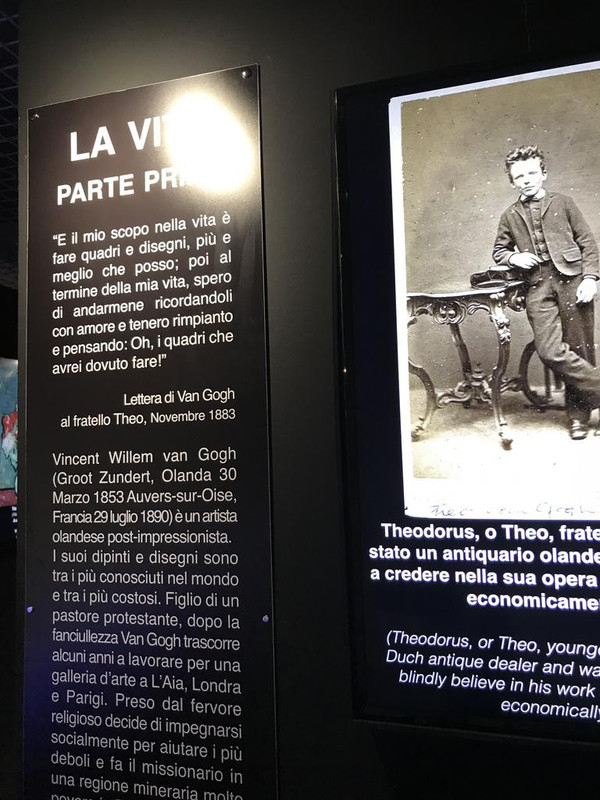 LA VI
PARTE PRI
“E il mio scopo nella vita è
fare quadri e disegni, più e
meglio che posso; poi al
termine della mia vita, spero
di andarmene ricordandoli
con amore e tenero rimpianto
e pensando: Oh, i quadri che
avrei dovuto fare!”
Lettera di Van Gogh
al fratello Theo, Novembre 1883
Vincent Willem van Gogh
(Groot Zundert, Olanda 30
Marzo 1853 Auvers-sur-Oise,
Francia 29 luglio 1890) è un artista
olandese post-impressionista.
I suoi dipinti e disegni sono
tra i più conosciuti nel mondo
e tra i più costosi. Figlio di un
pastore protestante, dopo la
fanciullezza Van Gogh trascorre
alcuni anni a lavorare per una
galleria d'arte a L'Aia, Londra
e Parigi. Preso dal fervore
religioso decide di impegnarsi
socialmente per aiutare i più
deboli e fa il missionario in
una regione mineraria molto
Theo van Gogh
Theodorus, o Theo, frate
stato un antiquario olande
a credere nella sua opera
economicame
(Theodorus, or Theo, young
Duch antique dealer and wa
blindly believe in his work
economically